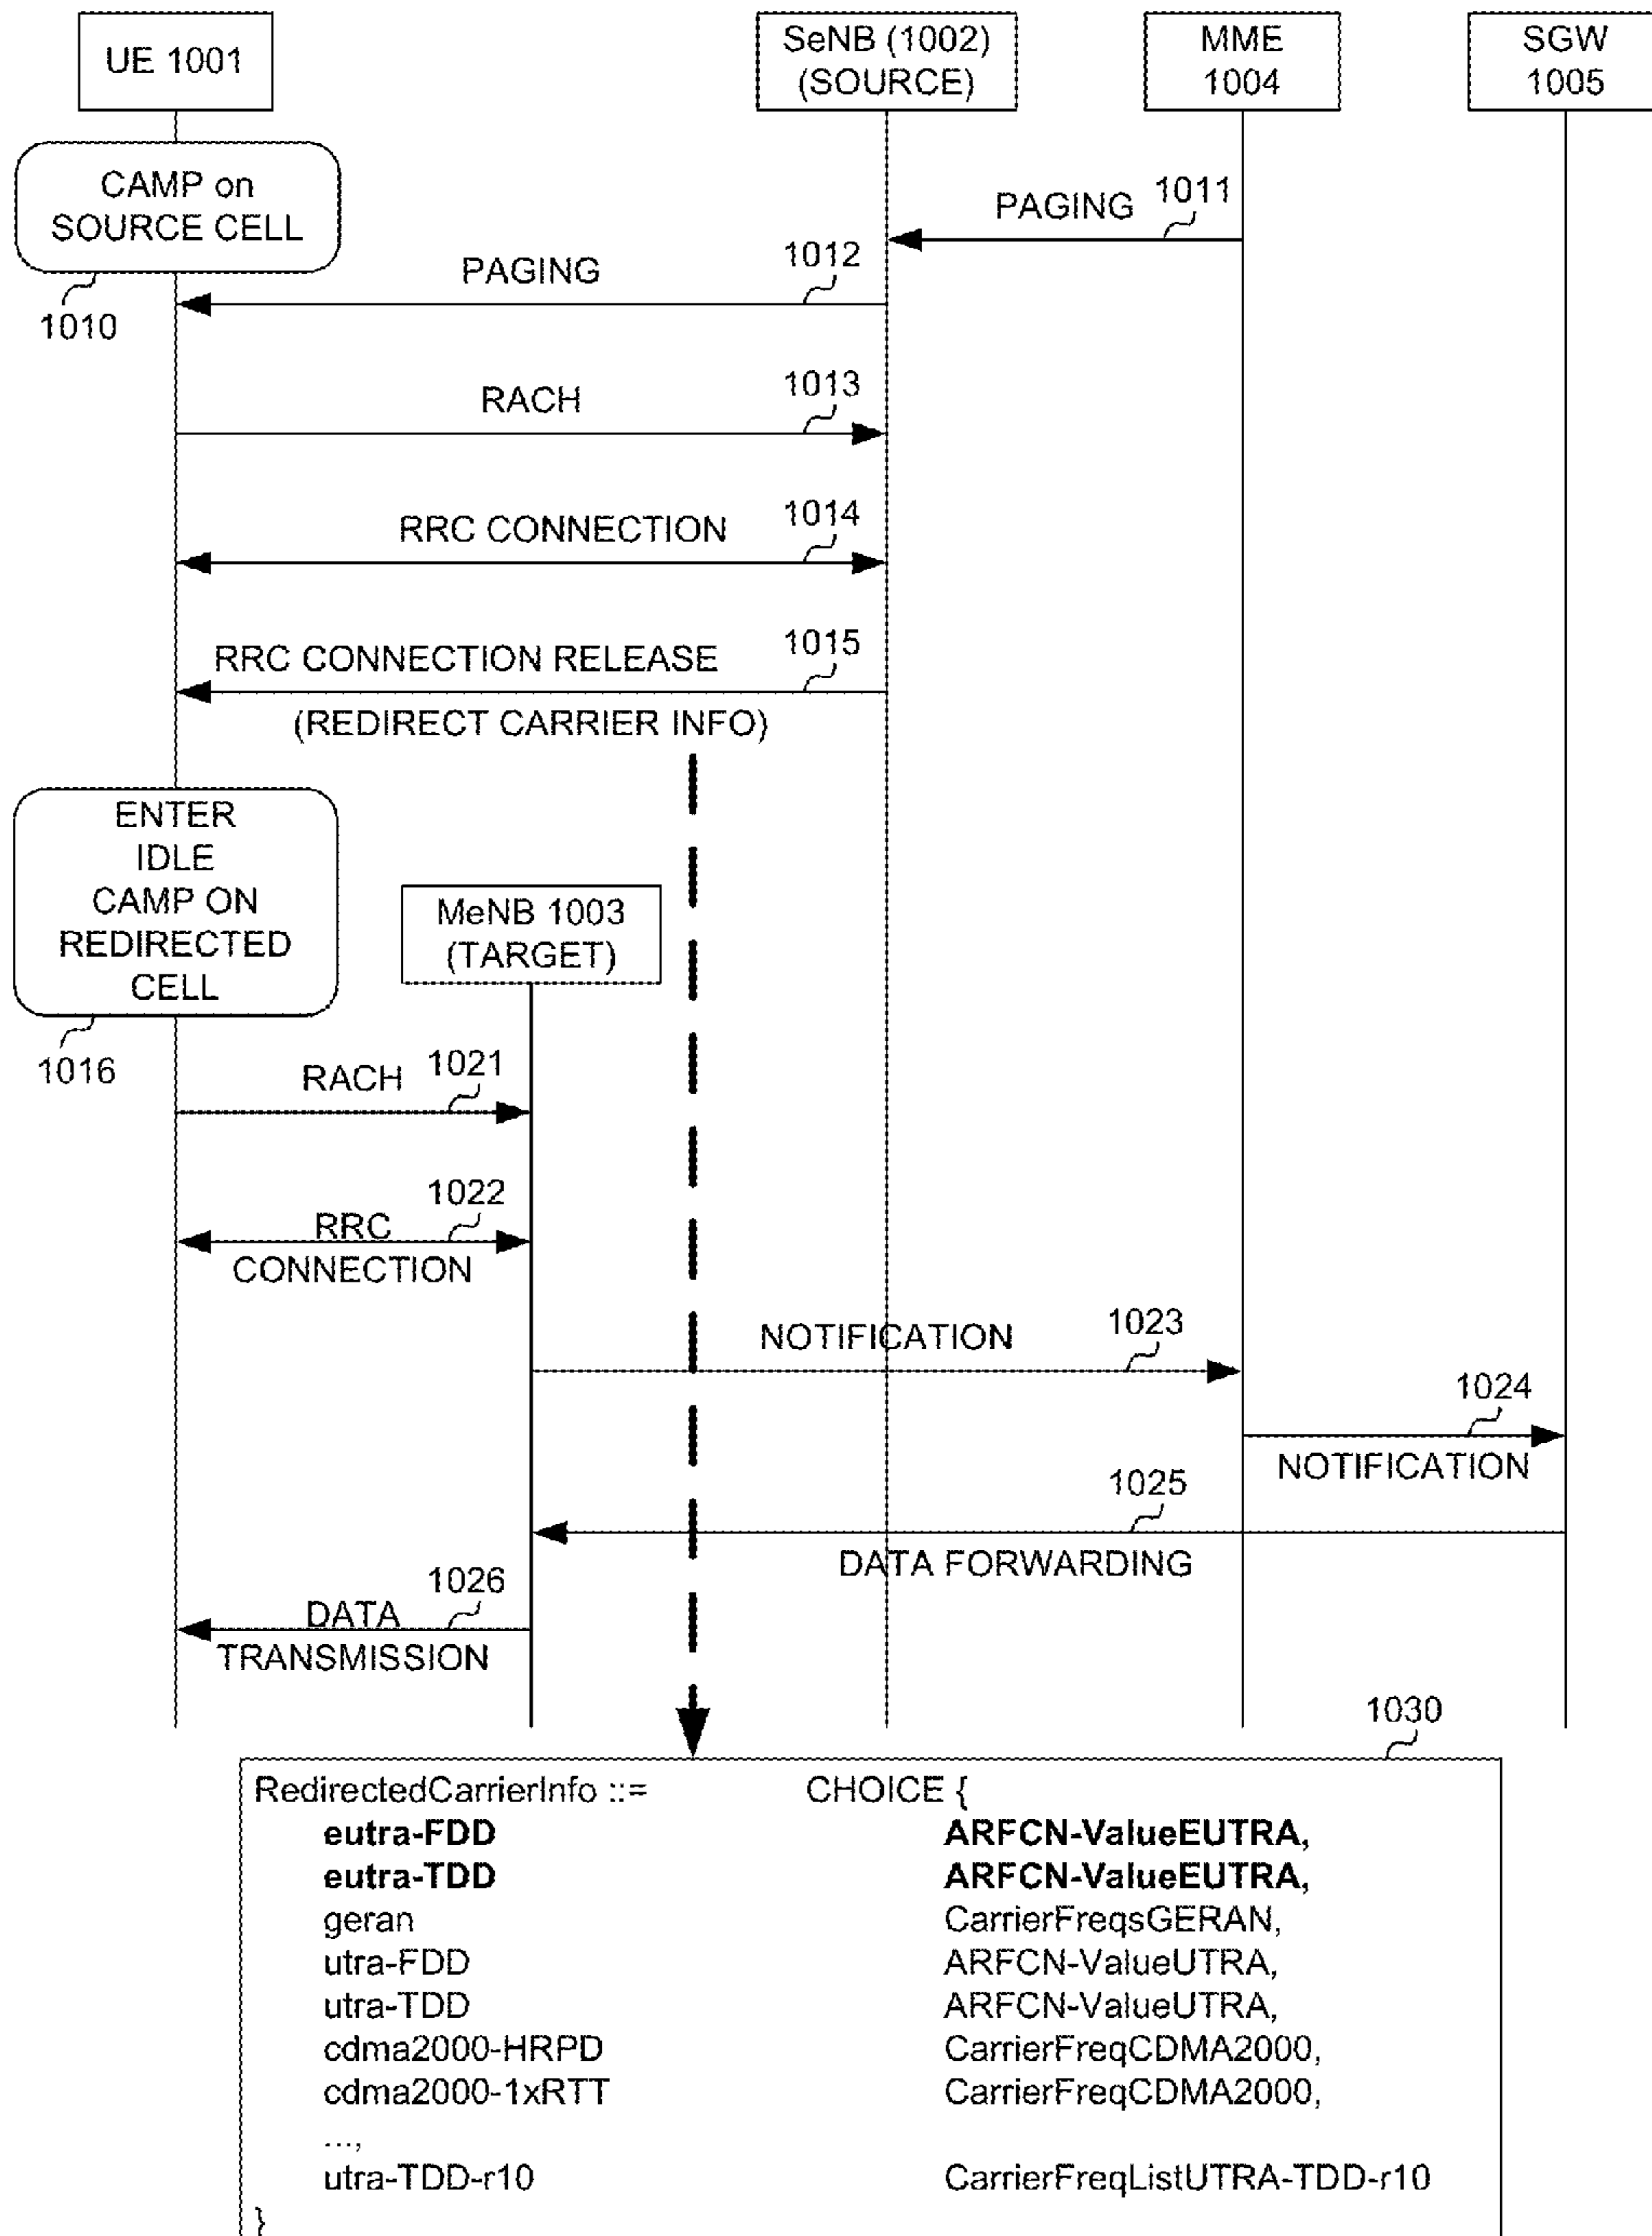 UE 1001
SeNB (1002)
(SOURCE)
MME
1004
SGW
1005
CAMP on
SOURCE CELL
1010
PAGING
1011
PAGING
1012
RACH
1013
RRC CONNECTION
1014
RRC CONNECTION RELEASE
1015
(REDIRECT CARRIER INFO)
ENTER
IDLE
CAMP ON
REDIRECTED
CELL
1016
MeNB 1003
(TARGET)
RACH
1021
RRC
CONNECTION
1022
NOTIFICATION
1023
1024
NOTIFICATION
1025
DATA FORWARDING
1026
DATA
TRANSMISSION
1030
RedirectedCarrierInfo ::= CHOICE {
eutra-FDD ARFCN-ValueEUTRA,
eutra-TDD ARFCN-ValueEUTRA,
geran CarrierFreqsGERAN,
utra-FDD ARFCN-ValueUTRA,
utra-TDD ARFCN-ValueUTRA,
cdma2000-HRPD CarrierFreqCDMA2000,
cdma2000-1xRTT CarrierFreqCDMA2000,
...,
utra-TDD-r10 CarrierFreqListUTRA-TDD-r10
}